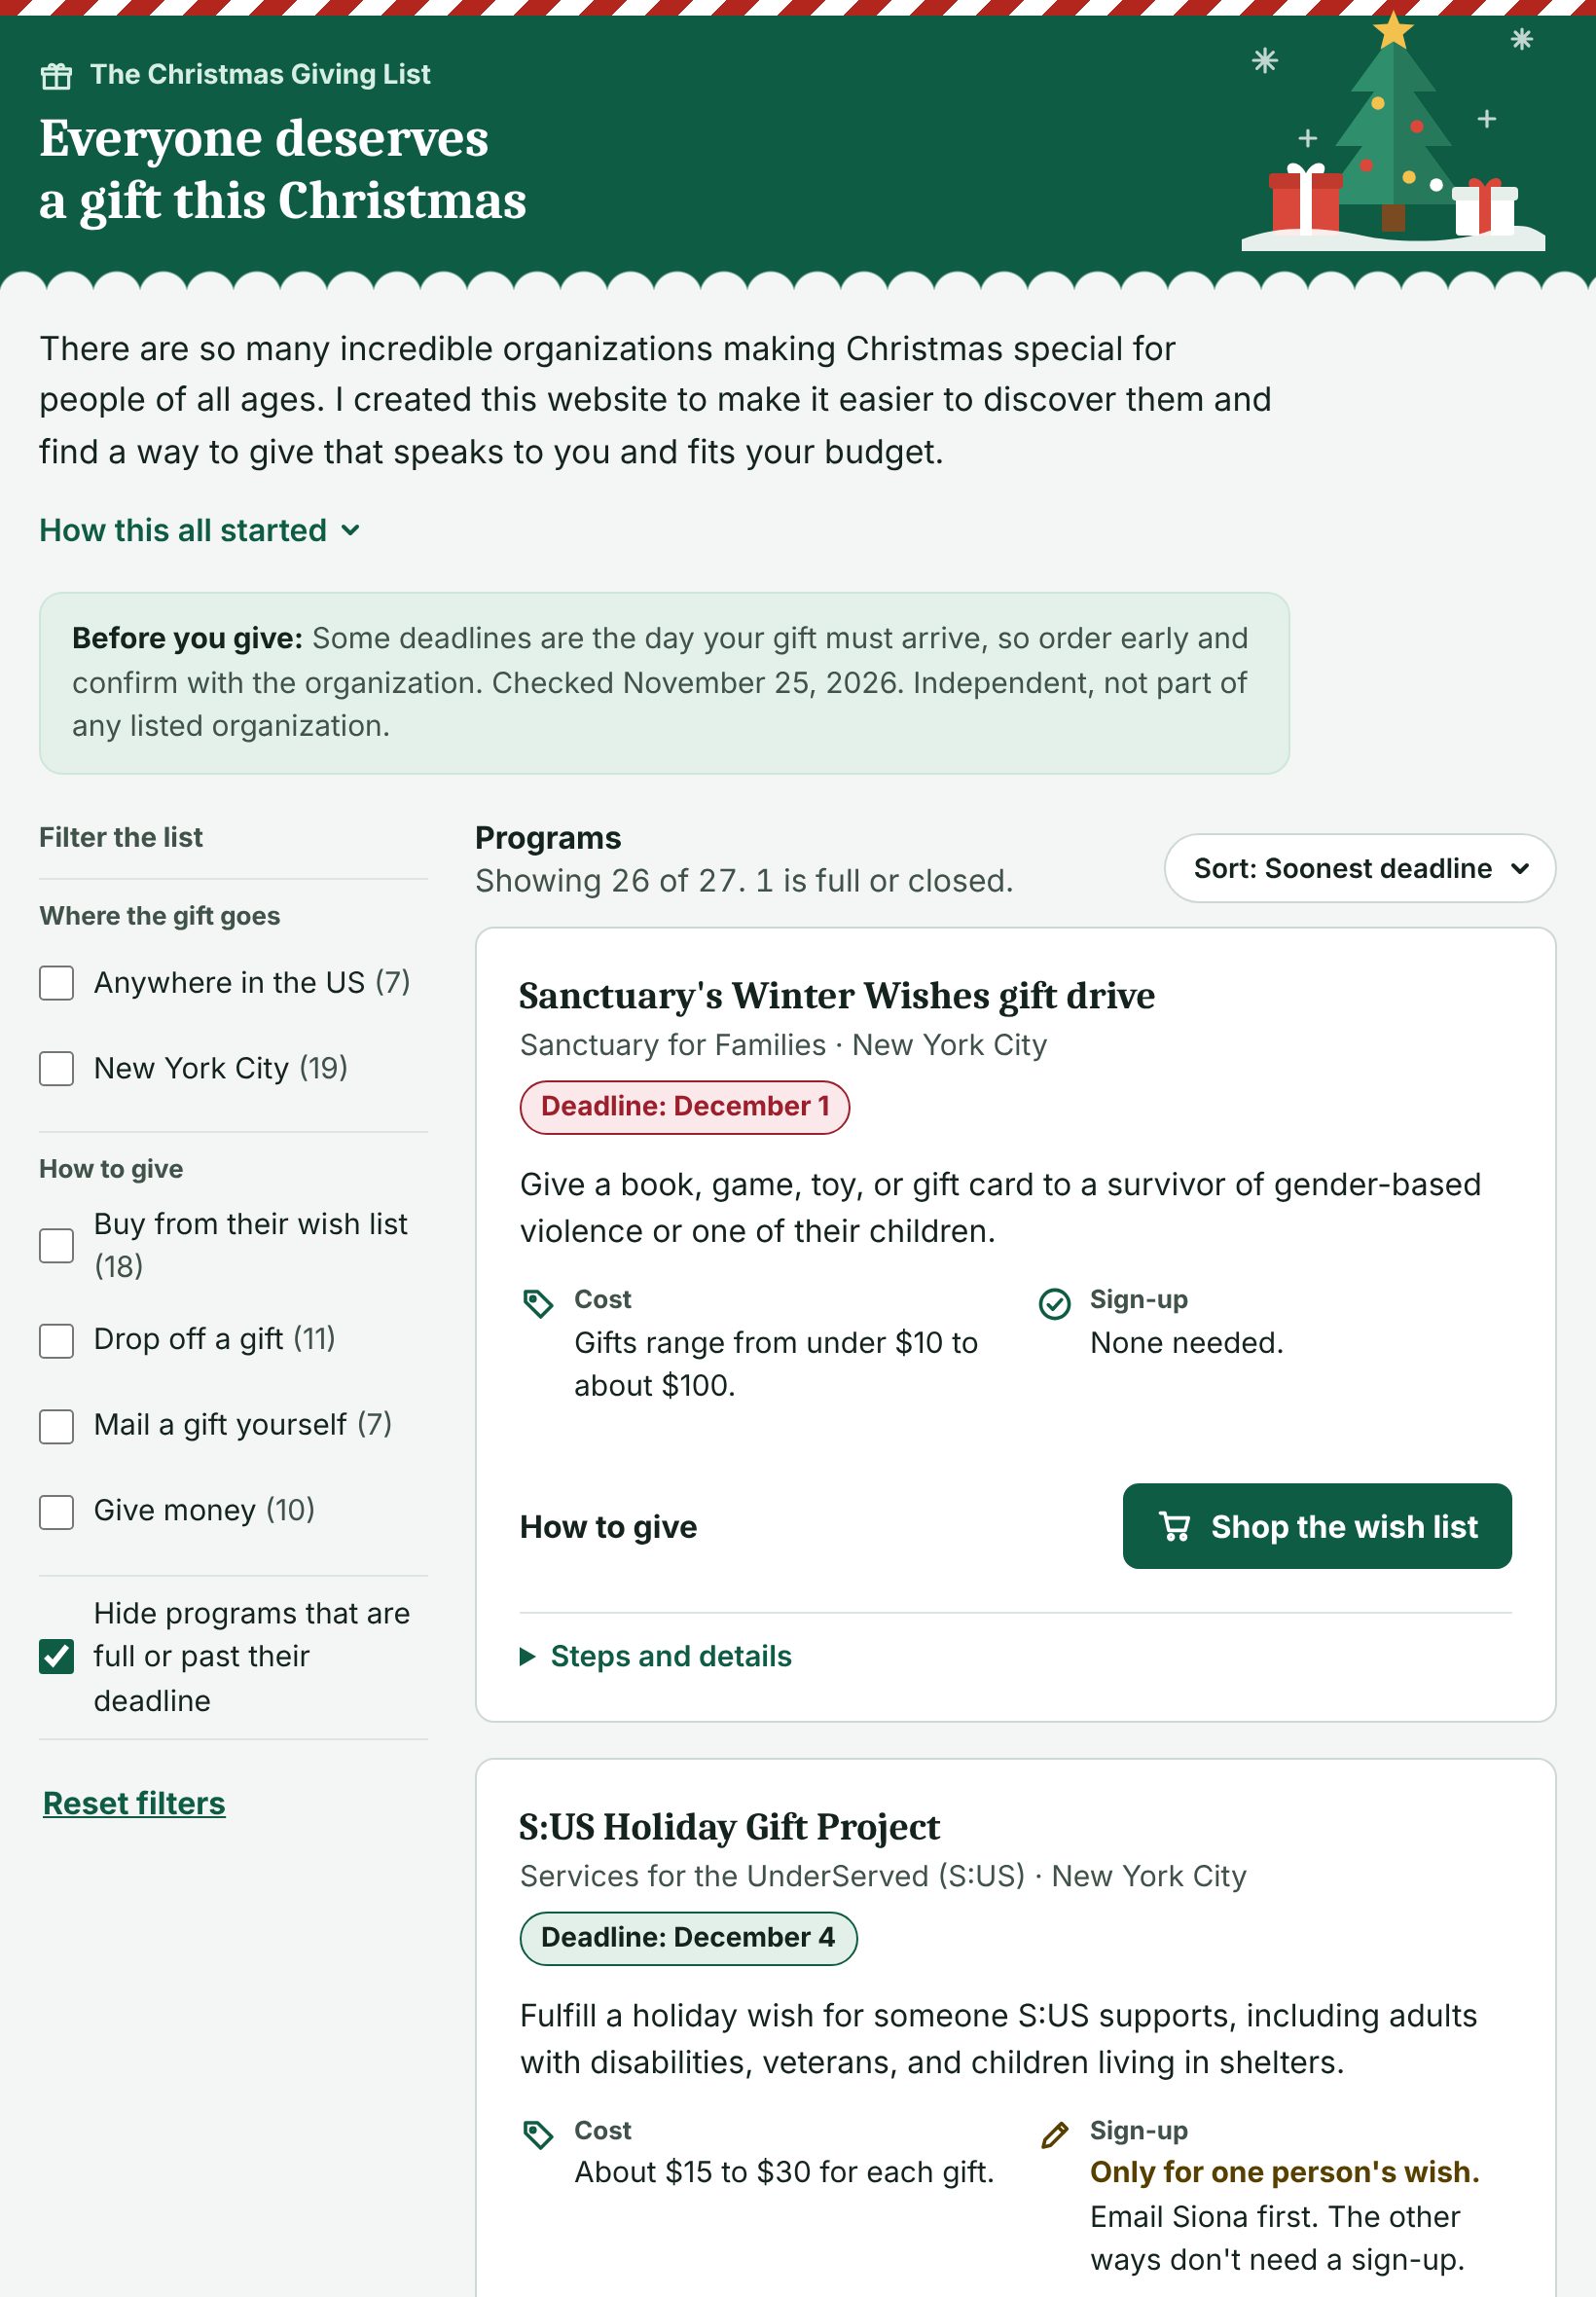 The Christmas Giving List
Everyone deserves
a gift this Christmas
There are so many incredible organizations making Christmas special for
people of all ages. I created this website to make it easier to discover them and
find a way to give that speaks to you and fits your budget.
How this all started
Before you give: Some deadlines are the day your gift must arrive, so order early and
confirm with the organization. Checked November 25, 2026. Independent, not part of
any listed organization.
Filter the list
Where the gift goes
Anywhere in the US (7)
New York City (19)
How to give
Buy from their wish list
(18)
Drop off a gift (11)
Mail a gift yourself (7)
Give money (10)
Hide programs that are
full or past their
deadline
Reset filters
Programs
Showing 26 of 27. 1 is full or closed.
Sort: Soonest deadline
Sanctuary's Winter Wishes gift drive
Sanctuary for Families · New York City
Deadline: December 1
Give a book, game, toy, or gift card to a survivor of gender-based
violence or one of their children.
Cost
Gifts range from under $10 to
about $100.
Sign-up
None needed.
How to give
Shop the wish list
Steps and details
S:US Holiday Gift Project
Services for the UnderServed (S:US) · New York City
Deadline: December 4
Fulfill a holiday wish for someone S:US supports, including adults
with disabilities, veterans, and children living in shelters.
Cost
About $15 to $30 for each gift.
Sign-up
Only for one person's wish.
Email Siona first. The other
ways don't need a sign-up.